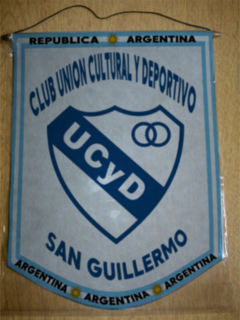 REPUBLICA ARGENTINA
CLUB UNION CULTURAL Y DEPORTIVO
UCyD
SAN GUILLERMO
ARGENTINA ARGENTINA ARGENTINA